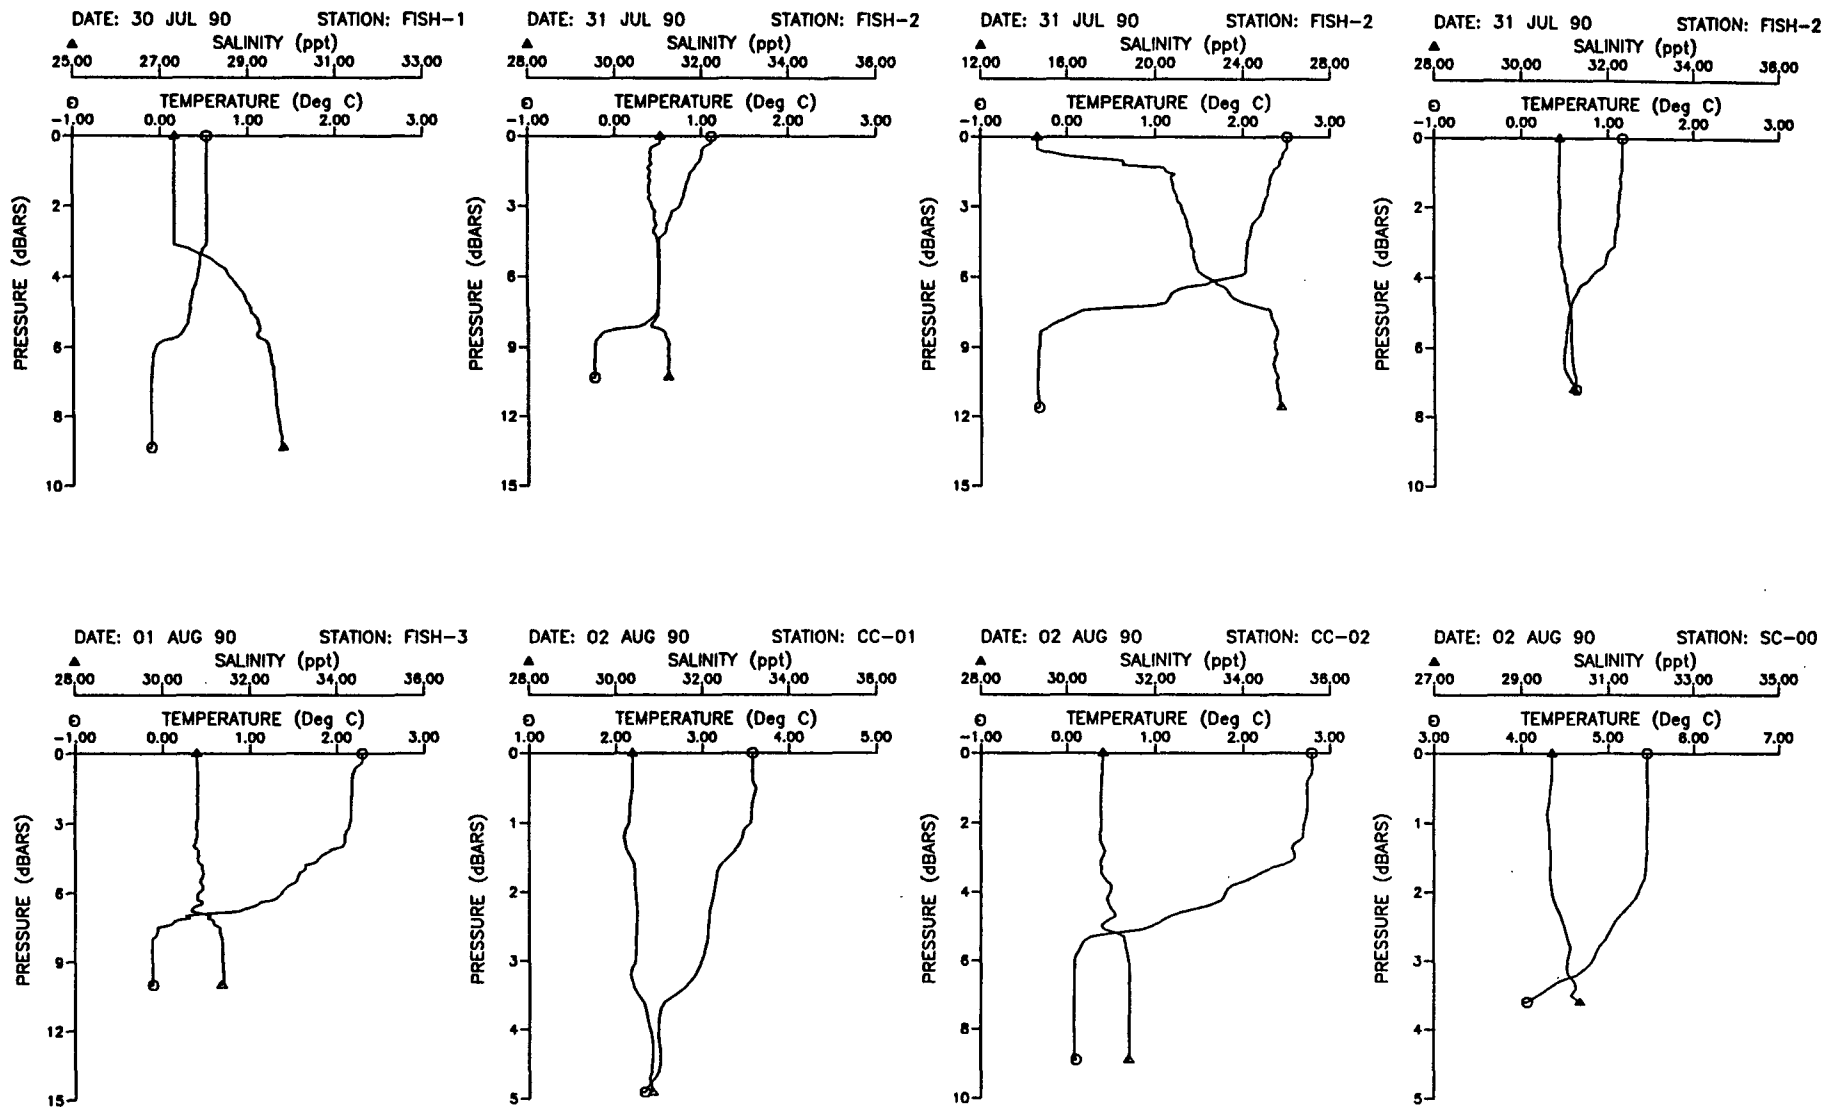 DATE: 30 JUL 90 STATION: FISH-1
SALINITY (ppt)
25.00 27.00 29.00 31.00 33.00
TEMPERATURE (Deg C)
-1.00 0.00 1.00 2.00 3.00
PRESSURE (dBARS)
0
2
4
6
8
10
DATE: 31 JUL 90 STATION: FISH-2
SALINITY (ppt)
28.00 30.00 32.00 34.00 36.00
TEMPERATURE (Deg C)
-1.00 0.00 1.00 2.00 3.00
PRESSURE (dBARS)
0
3
6
9
12
15
DATE: 31 JUL 90 STATION: FISH-2
SALINITY (ppt)
12.00 16.00 20.00 24.00 28.00
TEMPERATURE (Deg C)
-1.00 0.00 1.00 2.00 3.00
PRESSURE (dBARS)
0
3
6
9
12
15
DATE: 31 JUL 90 STATION: FISH-2
SALINITY (ppt)
28.00 30.00 32.00 34.00 36.00
TEMPERATURE (Deg C)
-1.00 0.00 1.00 2.00 3.00
PRESSURE (dBARS)
0
2
4
6
8
10
DATE: 01 AUG 90 STATION: FISH-3
SALINITY (ppt)
28.00 30.00 32.00 34.00 36.00
TEMPERATURE (Deg C)
-1.00 0.00 1.00 2.00 3.00
PRESSURE (dBARS)
0
3
6
9
12
15
DATE: 02 AUG 90 STATION: CC-01
SALINITY (ppt)
28.00 30.00 32.00 34.00 36.00
TEMPERATURE (Deg C)
1.00 2.00 3.00 4.00 5.00
PRESSURE (dBARS)
0
1
2
3
4
5
DATE: 02 AUG 90 STATION: CC-02
SALINITY (ppt)
28.00 30.00 32.00 34.00 36.00
TEMPERATURE (Deg C)
-1.00 0.00 1.00 2.00 3.00
PRESSURE (dBARS)
0
2
4
6
8
10
DATE: 02 AUG 90 STATION: SC-00
SALINITY (ppt)
27.00 29.00 31.00 33.00 35.00
TEMPERATURE (Deg C)
3.00 4.00 5.00 6.00 7.00
PRESSURE (dBARS)
0
1
2
3
4
5